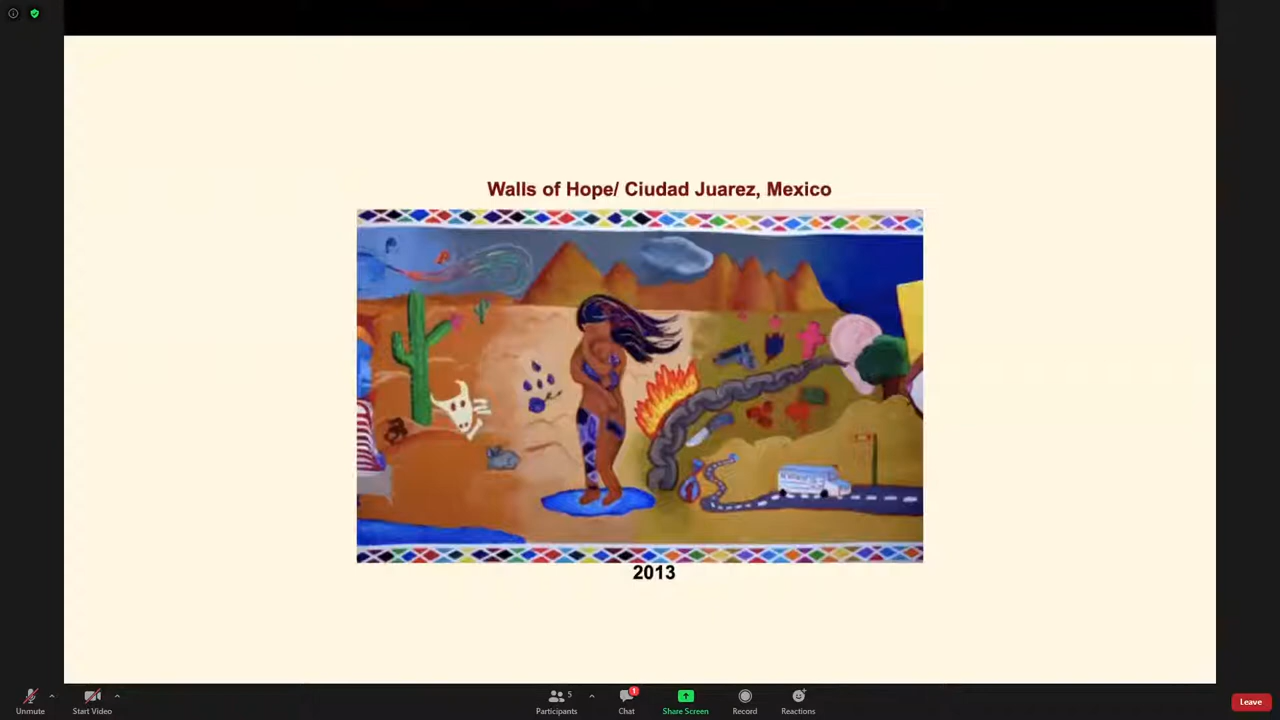 Walls of Hope/ Ciudad Juarez, Mexico
2013
Unmute
Start Video
5
Participants
1
Chat
Share Screen
Record
Reactions
Leave